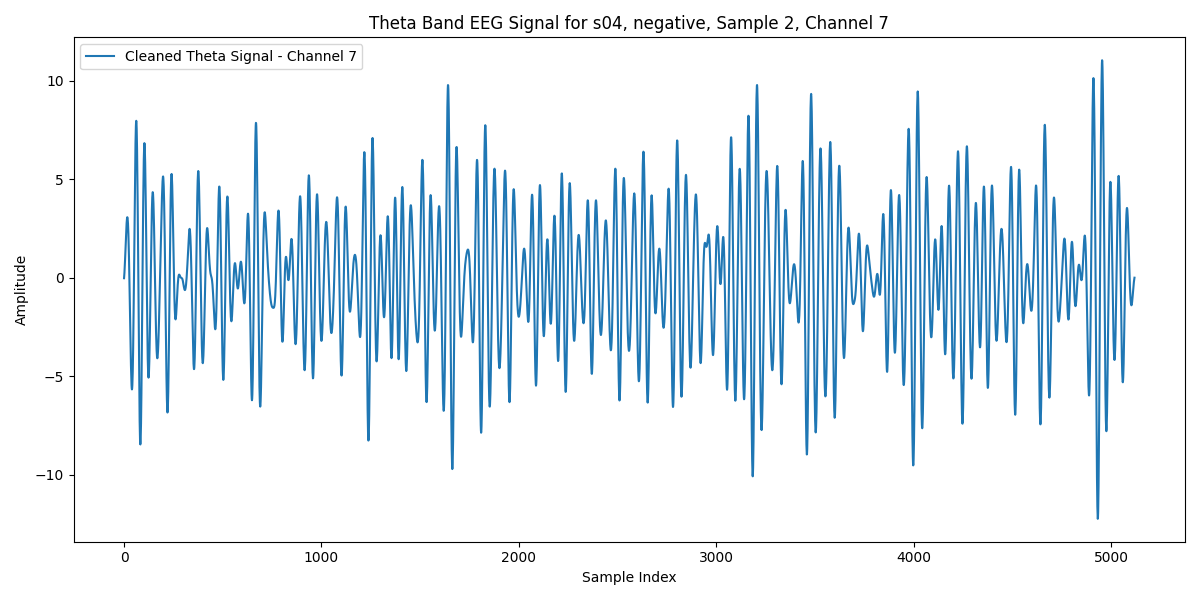 Theta Band EEG Signal for s04, negative, Sample 2, Channel 7
Cleaned Theta Signal - Channel 7
10
5
0
−5
−10
Amplitude
0 1000 2000 3000 4000 5000
Sample Index